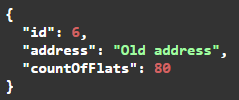 {
  "id": 6,
  "address": "Old address",
  "countOfFlats": 80
}